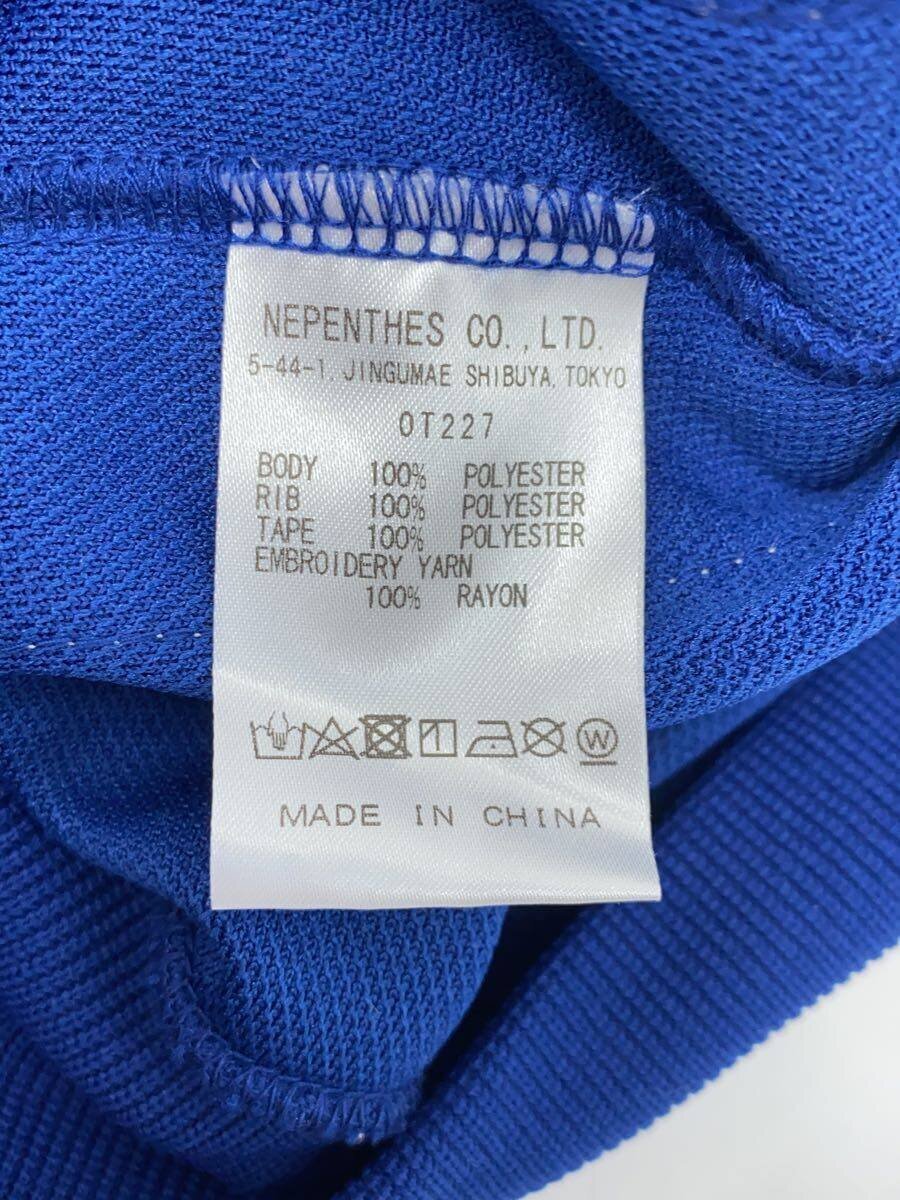 NEPENTHES CO.,LTD.
5-44-1. JINGUMAE SHIBUYA, TOKYO
OT227
BODY 100% POLYESTER
RIB 100% POLYESTER
TAPE 100% POLYESTER
EMBROIDERY YARN
100% RAYON
W
MADE IN CHINA